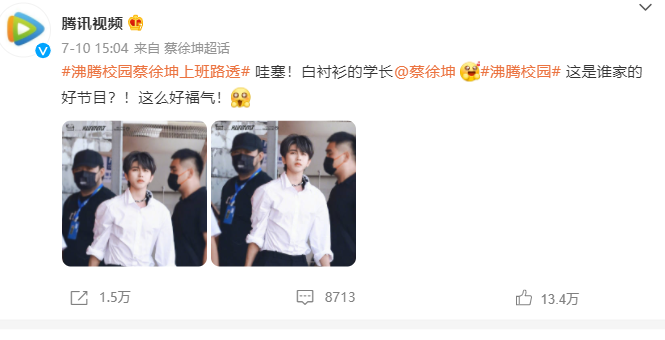 腾讯视频
7-10 15:04 来自 蔡徐坤超话
#沸腾校园蔡徐坤上班路透# 哇塞！白衬衫的学长@蔡徐坤 #沸腾校园# 这是谁家的
好节目？！这么好福气！
1.5万
8713
13.4万